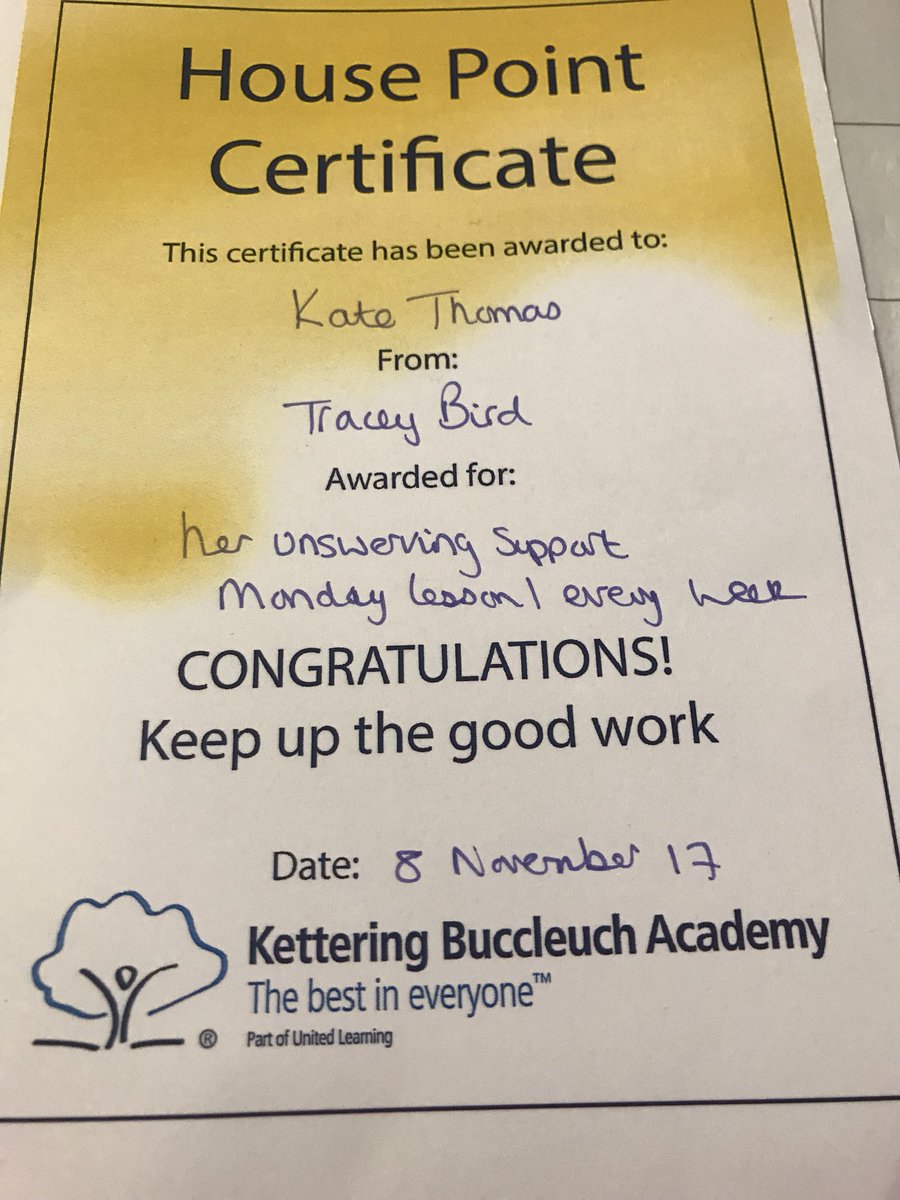 House Point
Certificate
This certificate has been awarded to:
Kate Thomas
From:
Tracey Bird
Awarded for:
her unswerving support
Monday lesson 1 every week
CONGRATULATIONS!
Keep up the good work
Date: 8 November 17
Kettering Buccleuch Academy
The best in everyone™
® Part of United Learning